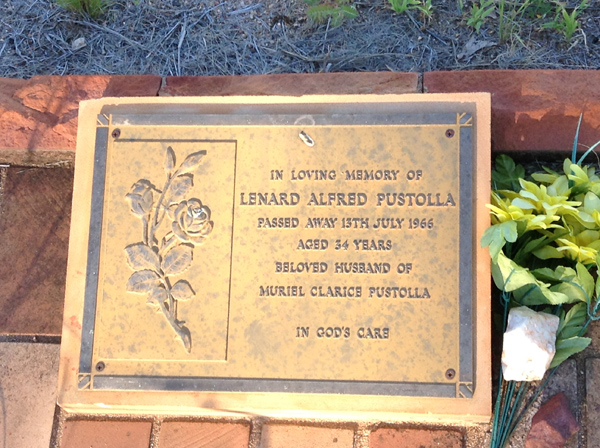 IN LOVING MEMORY OF
LENARD ALFRED PUSTOLLA
PASSED AWAY 13TH JULY 1966
AGED 34 YEARS
BELOVED HUSBAND OF
MURIEL CLARICE PUSTOLLA
IN GOD'S CARE